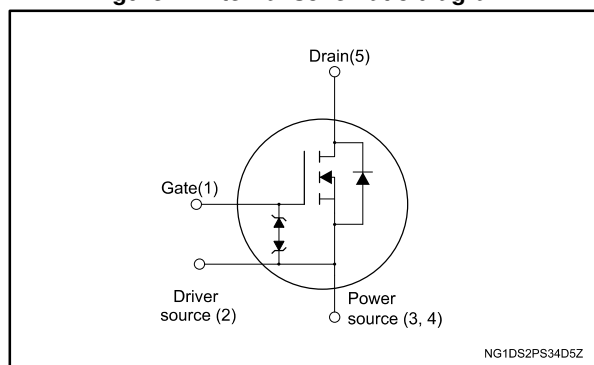 Drain(5)
Gate(1)
Driver
source (2)
Power
source (3, 4)
NG1DS2PS34D5Z